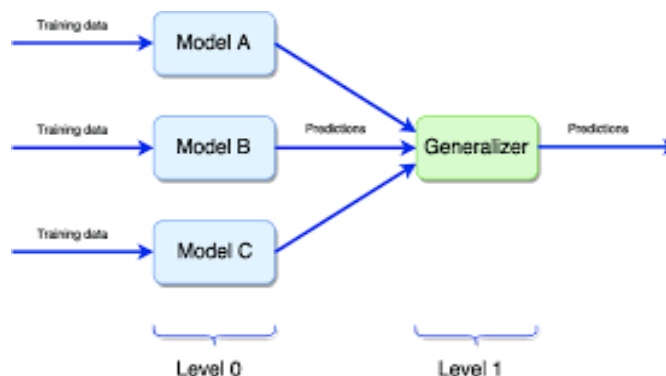 Training data
Model A
Training data
Model B
Predictions
Generalizer
Predictions
Training data
Model C
Level 0
Level 1